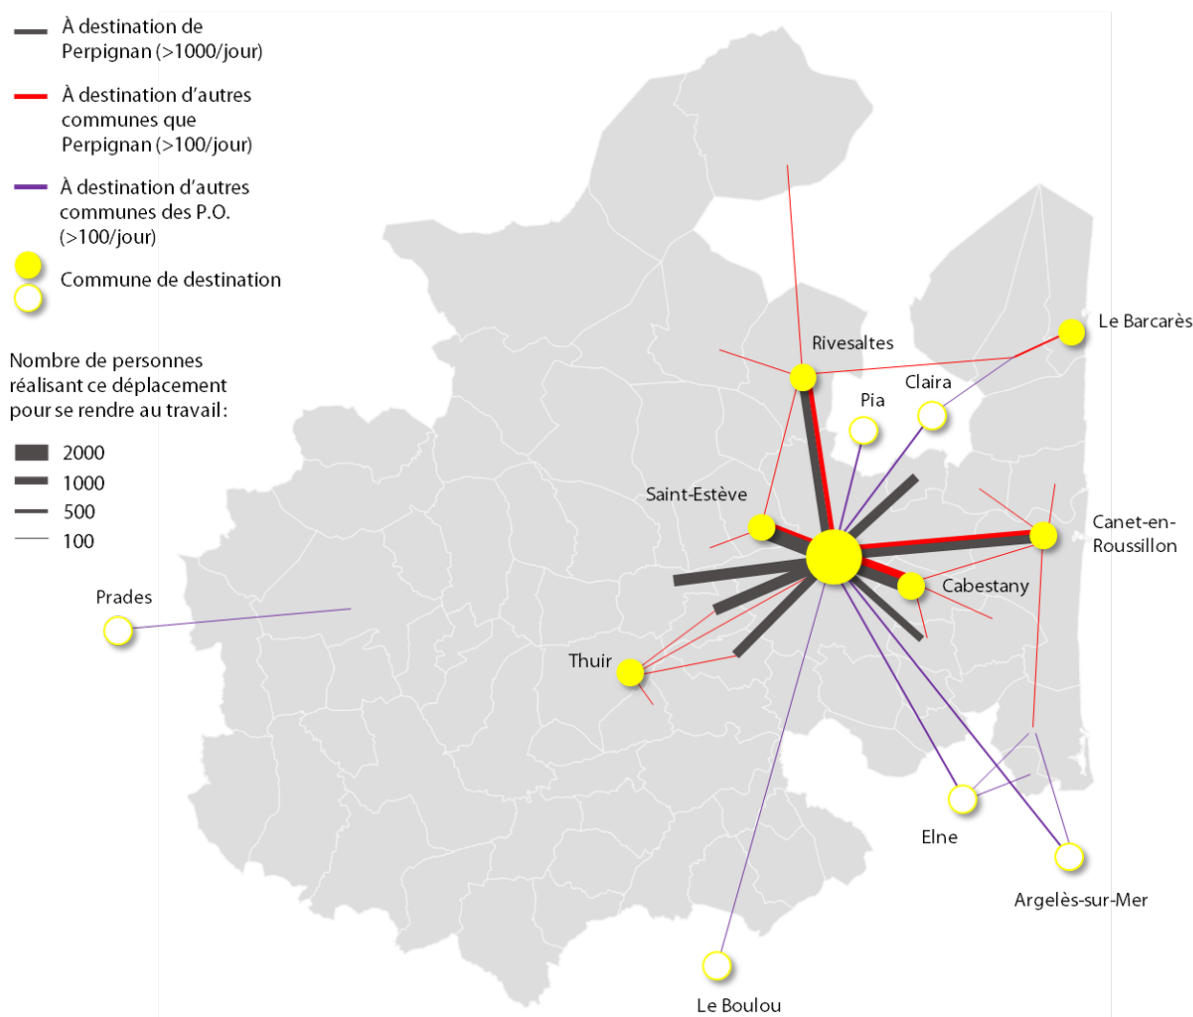 À destination de
Perpignan (>1000/jour)
À destination d'autres
communes que
Perpignan (>100/jour)
À destination d'autres
communes des P.O.
(>100/jour)
Commune de destination
Nombre de personnes
réalisant ce déplacement
pour se rendre au travail :
2000
1000
500
100
Le Barcarès
Rivesaltes
Claira
Pia
Saint-Estève
Canet-en-
Roussillon
Cabestany
Prades
Thuir
Elne
Argelès-sur-Mer
Le Boulou